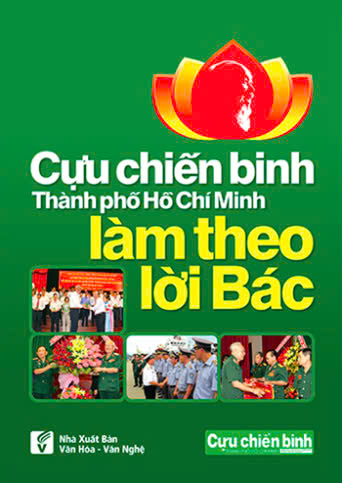 Cựu chiến binh
Thành phố Hồ Chí Minh
làm theo
lời Bác
Nhà Xuất Bản
Văn Hóa - Văn Nghệ
Cựu chiến binh